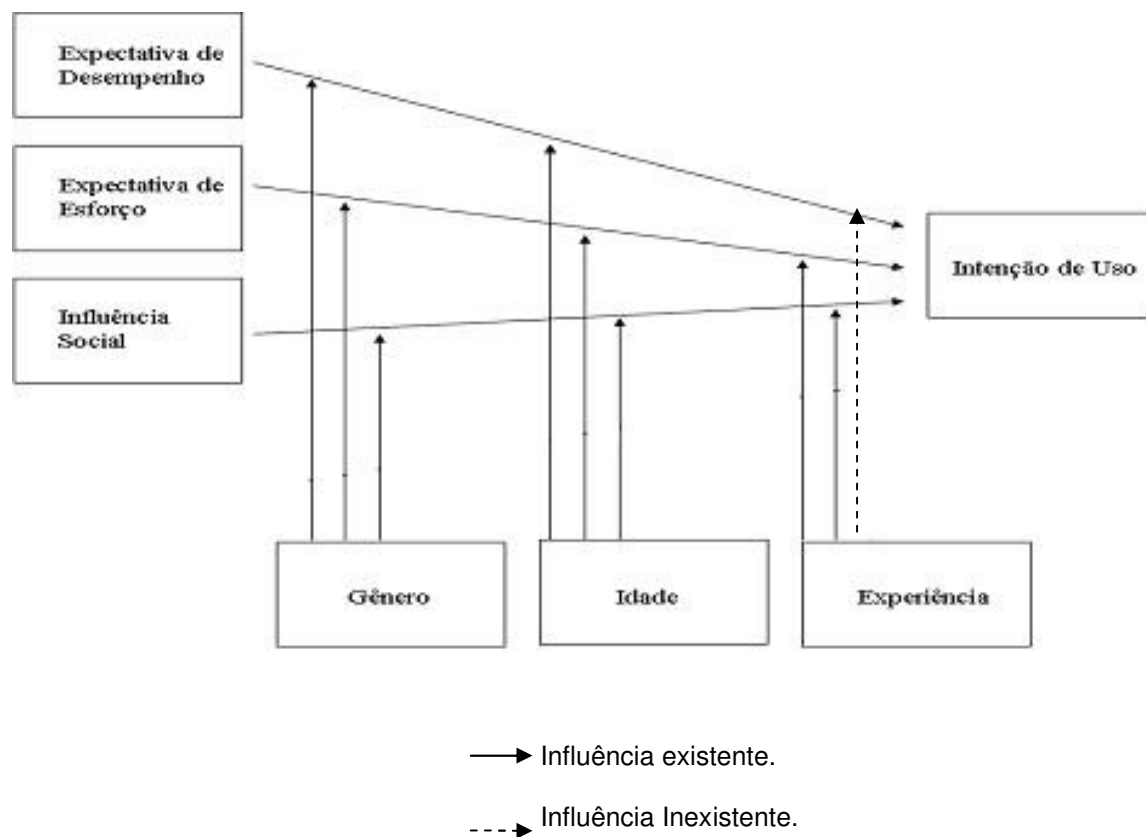 Expectativa de
Desempenho
Expectativa de
Esforço
Influência
Social
Intenção de Uso
Gênero
Idade
Experiência
Influência existente.
Influência Inexistente.